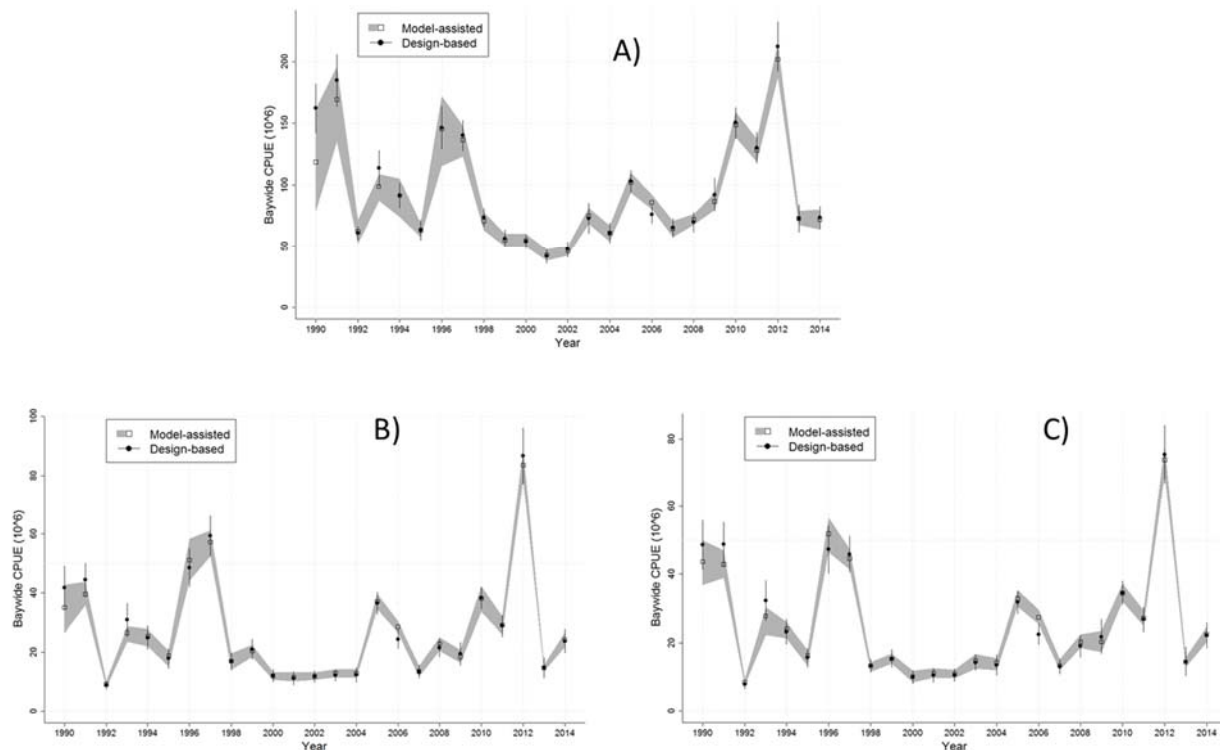 A)
Model-assisted
Design-based
Baywide CPUE (10^6)
200
150
100
50
0
1990 1992 1994 1996 1998 2000 2002 2004 2006 2008 2010 2012 2014
Year
B)
Model-assisted
Design-based
Baywide CPUE (10^6)
100
80
60
40
20
0
1990 1992 1994 1996 1998 2000 2002 2004 2006 2008 2010 2012 2014
Year
C)
Model-assisted
Design-based
Baywide CPUE (10^6)
80
60
40
20
0
1990 1992 1994 1996 1998 2000 2002 2004 2006 2008 2010 2012 2014
Year